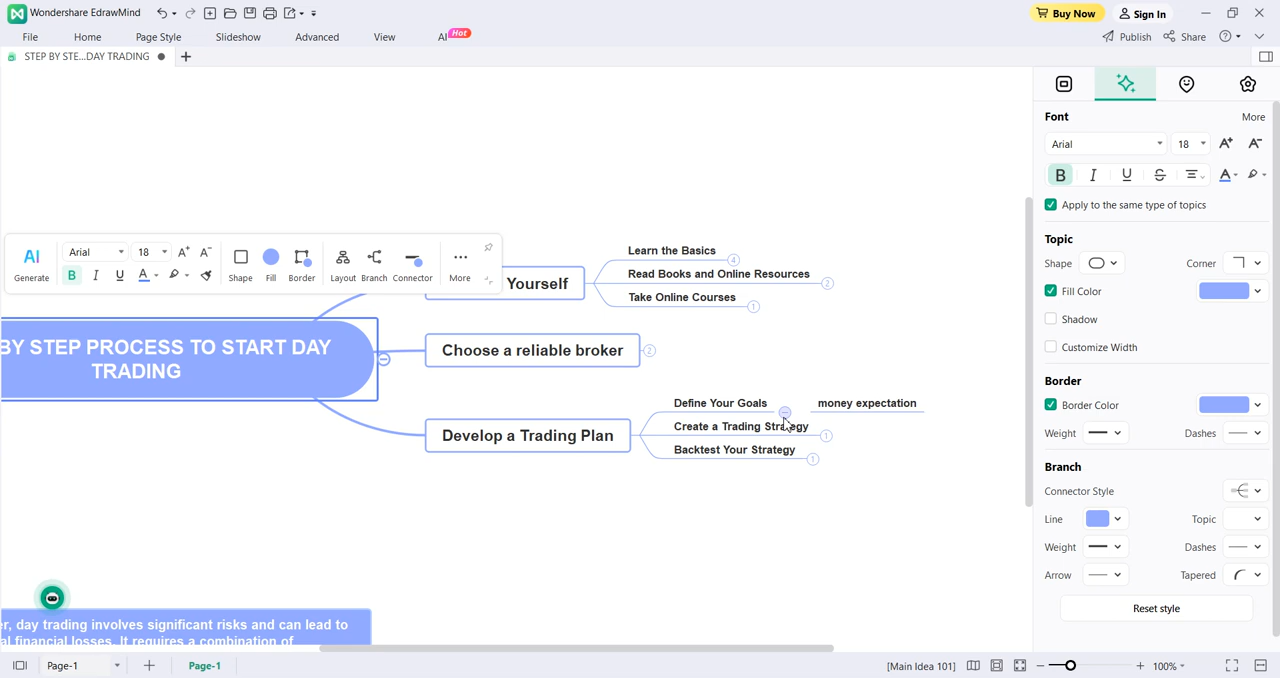 Wondershare EdrawMind
Buy Now
Sign In
File
Home
Page Style
Slideshow
Advanced
View
AI
Hot
Publish
Share
STEP BY STE...DAY TRADING
Font
More
Arial
18
A+
A-
B
I
U
S
A
Apply to the same type of topics
Topic
Shape
Corner
Fill Color
Shadow
Customize Width
Border
Border Color
Weight
Dashes
Branch
Connector Style
Line
Topic
Weight
Dashes
Arrow
Tapered
Reset style
AI
Generate
Arial
18
A+
A-
B
I
U
A
Shape
Fill
Border
Layout
Branch
Connector
More
Yourself
Learn the Basics
4
Read Books and Online Resources
2
Take Online Courses
1
BY STEP PROCESS TO START DAY
TRADING
Choose a reliable broker
2
Develop a Trading Plan
Define Your Goals
money expectation
Create a Trading Strategy
1
Backtest Your Strategy
1
er, day trading involves significant risks and can lead to
al financial losses. It requires a combination of
Page-1
Page-1
[Main Idea 101]
100%